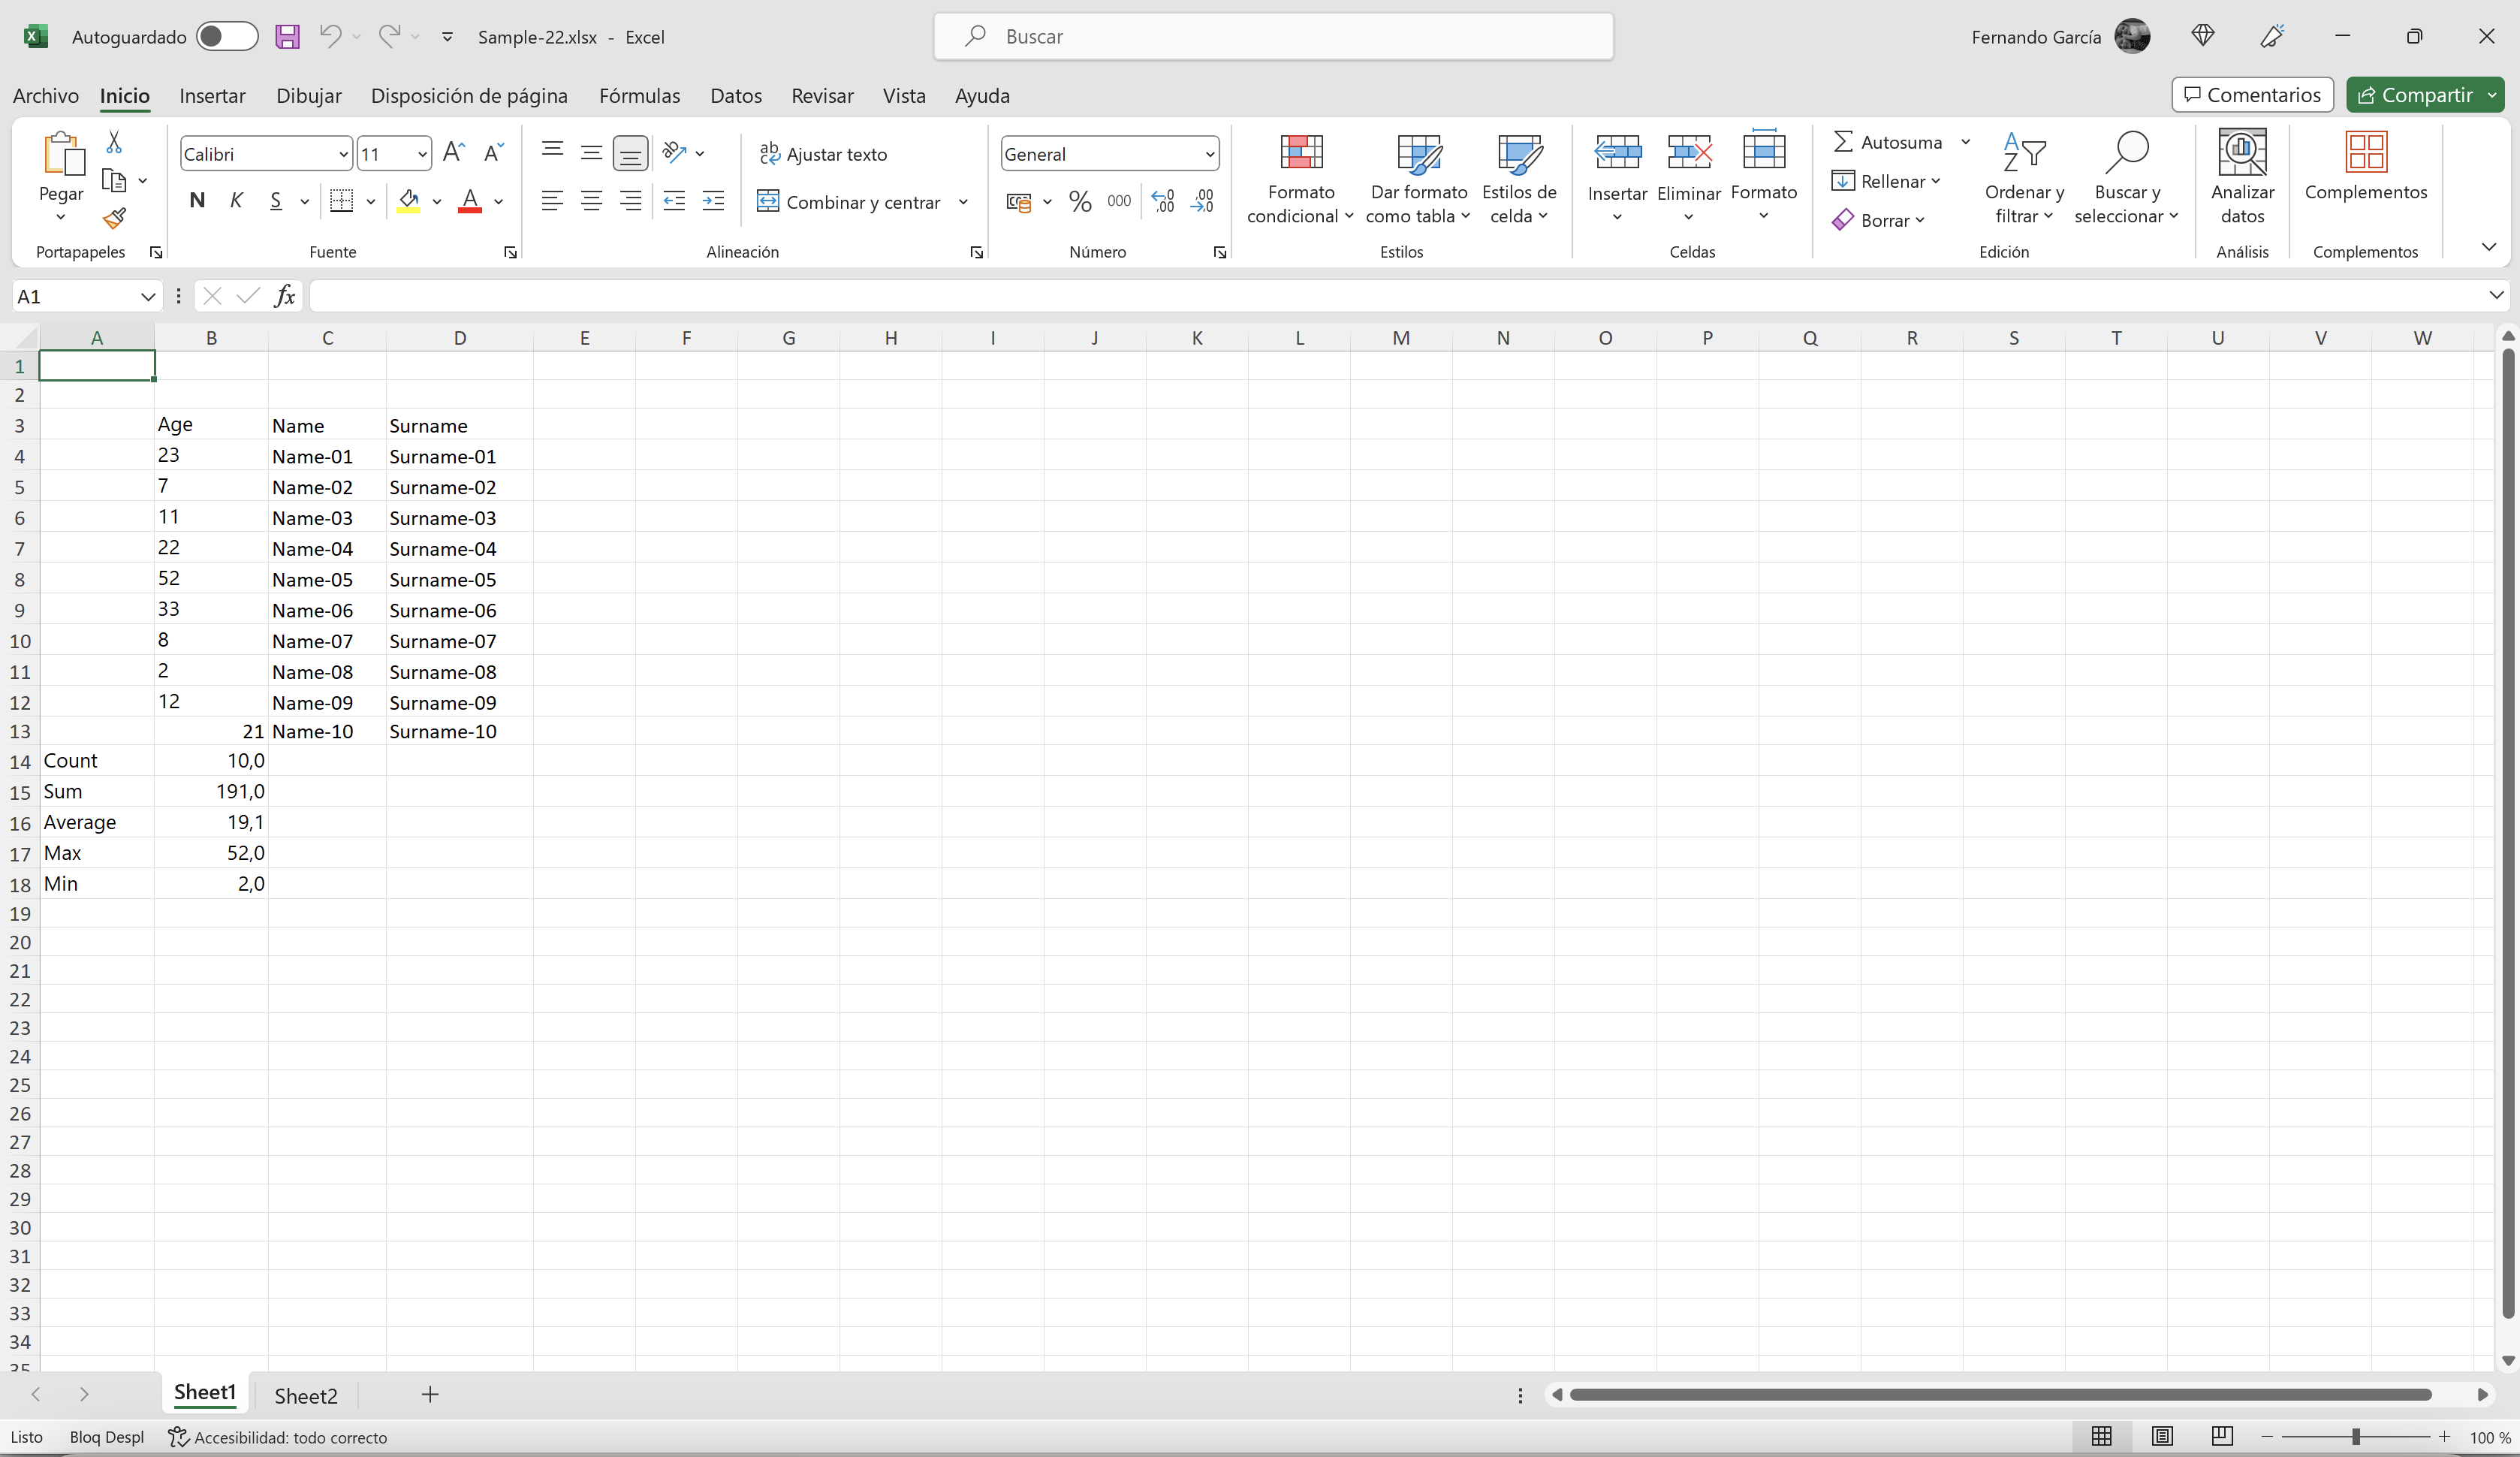 Autoguardado Sample-22.xlsx - Excel Buscar Fernando García
Archivo Inicio Insertar Dibujar Disposición de página Fórmulas Datos Revisar Vista Ayuda Comentarios Compartir
Pegar
Portapapeles
Calibri 11
N K S
Fuente
Ajustar texto
Combinar y centrar
Alineación
General
% 000
Número
Formato condicional
Dar formato como tabla
Estilos de celda
Estilos
Insertar Eliminar Formato
Celdas
Autosuma
Rellenar
Borrar
Ordenar y filtrar
Buscar y seleccionar
Edición
Analizar datos
Análisis
Complementos
Complementos
A1 fx
A B C D E F G H I J K L M N O P Q R S T U V W
1
2
3 Age Name Surname
4 23 Name-01 Surname-01
5 7 Name-02 Surname-02
6 11 Name-03 Surname-03
7 22 Name-04 Surname-04
8 52 Name-05 Surname-05
9 33 Name-06 Surname-06
10 8 Name-07 Surname-07
11 2 Name-08 Surname-08
12 12 Name-09 Surname-09
13 21 Name-10 Surname-10
14 Count 10,0
15 Sum 191,0
16 Average 19,1
17 Max 52,0
18 Min 2,0
19
20
21
22
23
24
25
26
27
28
29
30
31
32
33
34
35
Sheet1 Sheet2
Listo Bloq Despl Accesibilidad: todo correcto 100 %